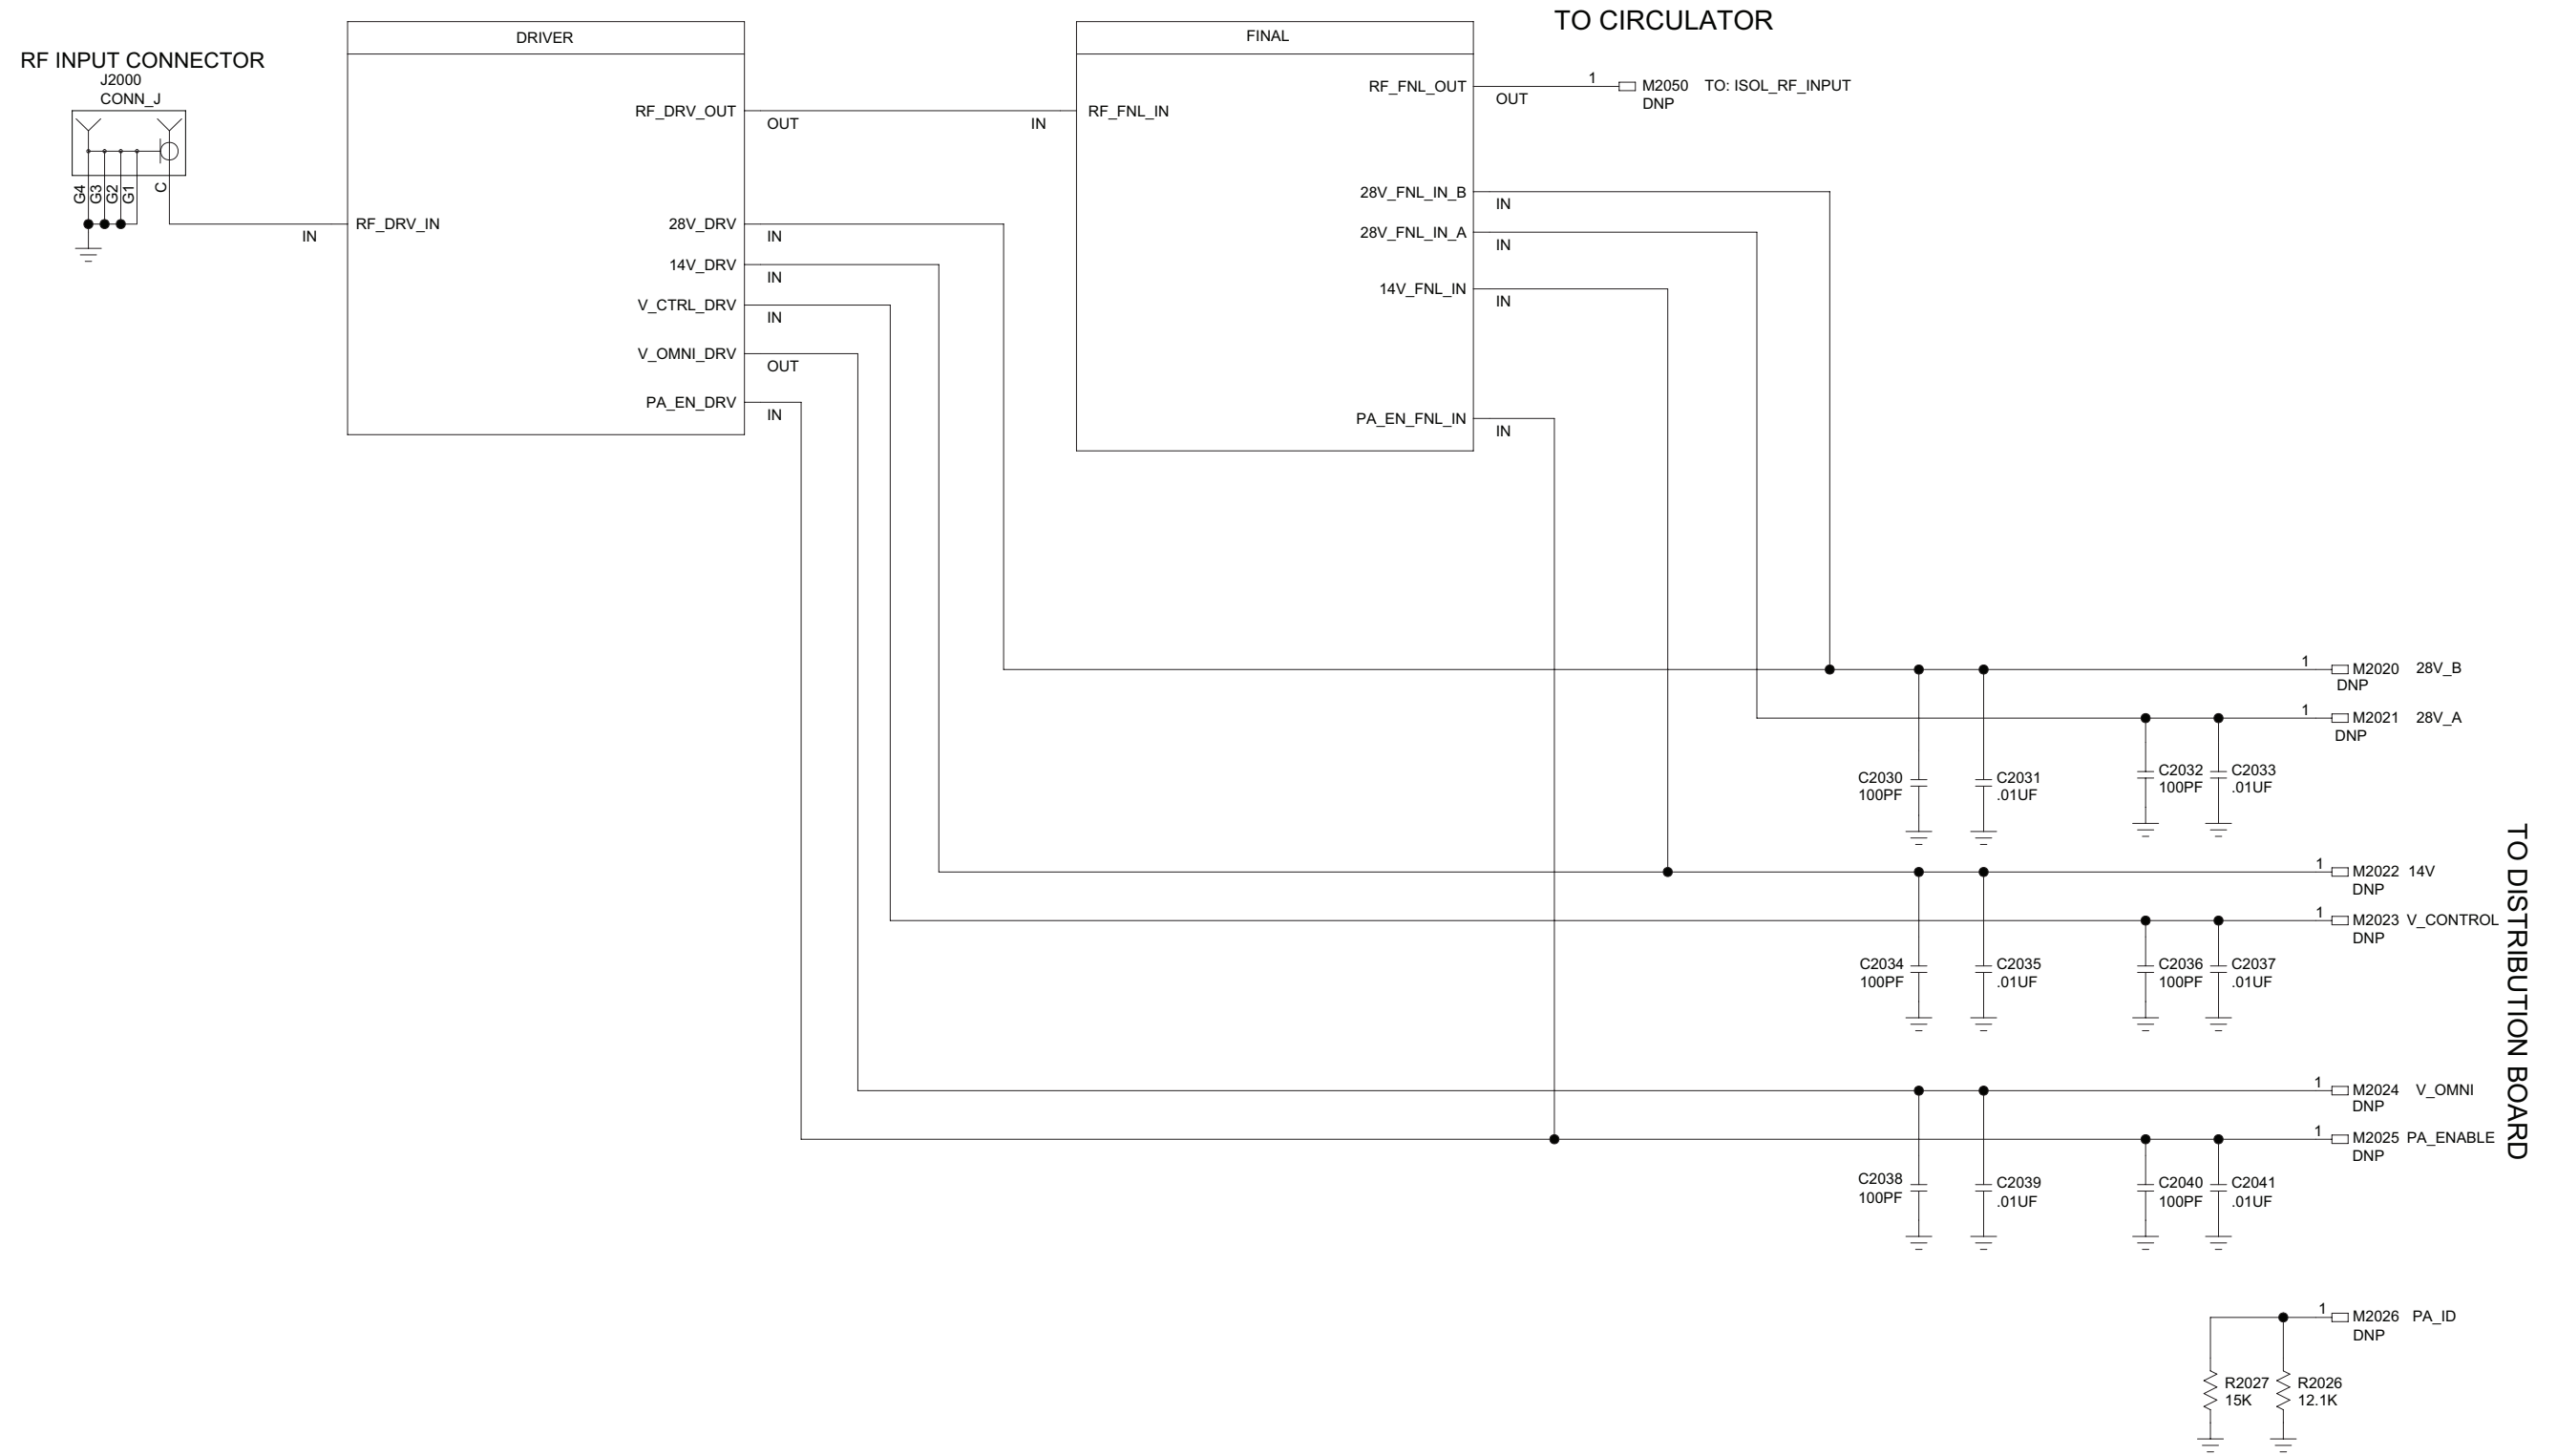 TO CIRCULATOR
RF INPUT CONNECTOR
J2000
CONN_J
G4
G3
G2
G1
C
IN
DRIVER
RF_DRV_IN
RF_DRV_OUT
OUT
28V_DRV
IN
14V_DRV
IN
V_CTRL_DRV
IN
V_OMNI_DRV
OUT
PA_EN_DRV
IN
FINAL
IN
RF_FNL_IN
RF_FNL_OUT
OUT
1
M2050 TO: ISOL_RF_INPUT
DNP
28V_FNL_IN_B
IN
28V_FNL_IN_A
IN
14V_FNL_IN
IN
PA_EN_FNL_IN
IN
1
M2020 28V_B
DNP
1
M2021 28V_A
DNP
C2030
100PF
C2031
.01UF
C2032
100PF
C2033
.01UF
1
M2022 14V
DNP
1
M2023 V_CONTROL
DNP
C2034
100PF
C2035
.01UF
C2036
100PF
C2037
.01UF
TO DISTRIBUTION BOARD
1
M2024 V_OMNI
DNP
1
M2025 PA_ENABLE
DNP
C2038
100PF
C2039
.01UF
C2040
100PF
C2041
.01UF
1
M2026 PA_ID
DNP
R2027
15K
R2026
12.1K